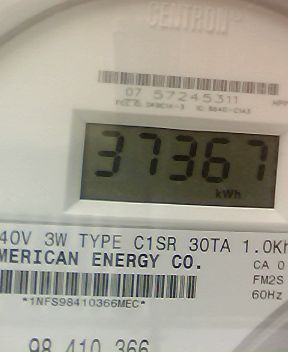 CENTRON
07 57245311
37367
kWh
40V 3W TYPE C1SR 30TA 1.0Kh
MERICAN ENERGY CO.
CA 0
FM2S
*1NFS98410366MEC*
60Hz
98 410 366